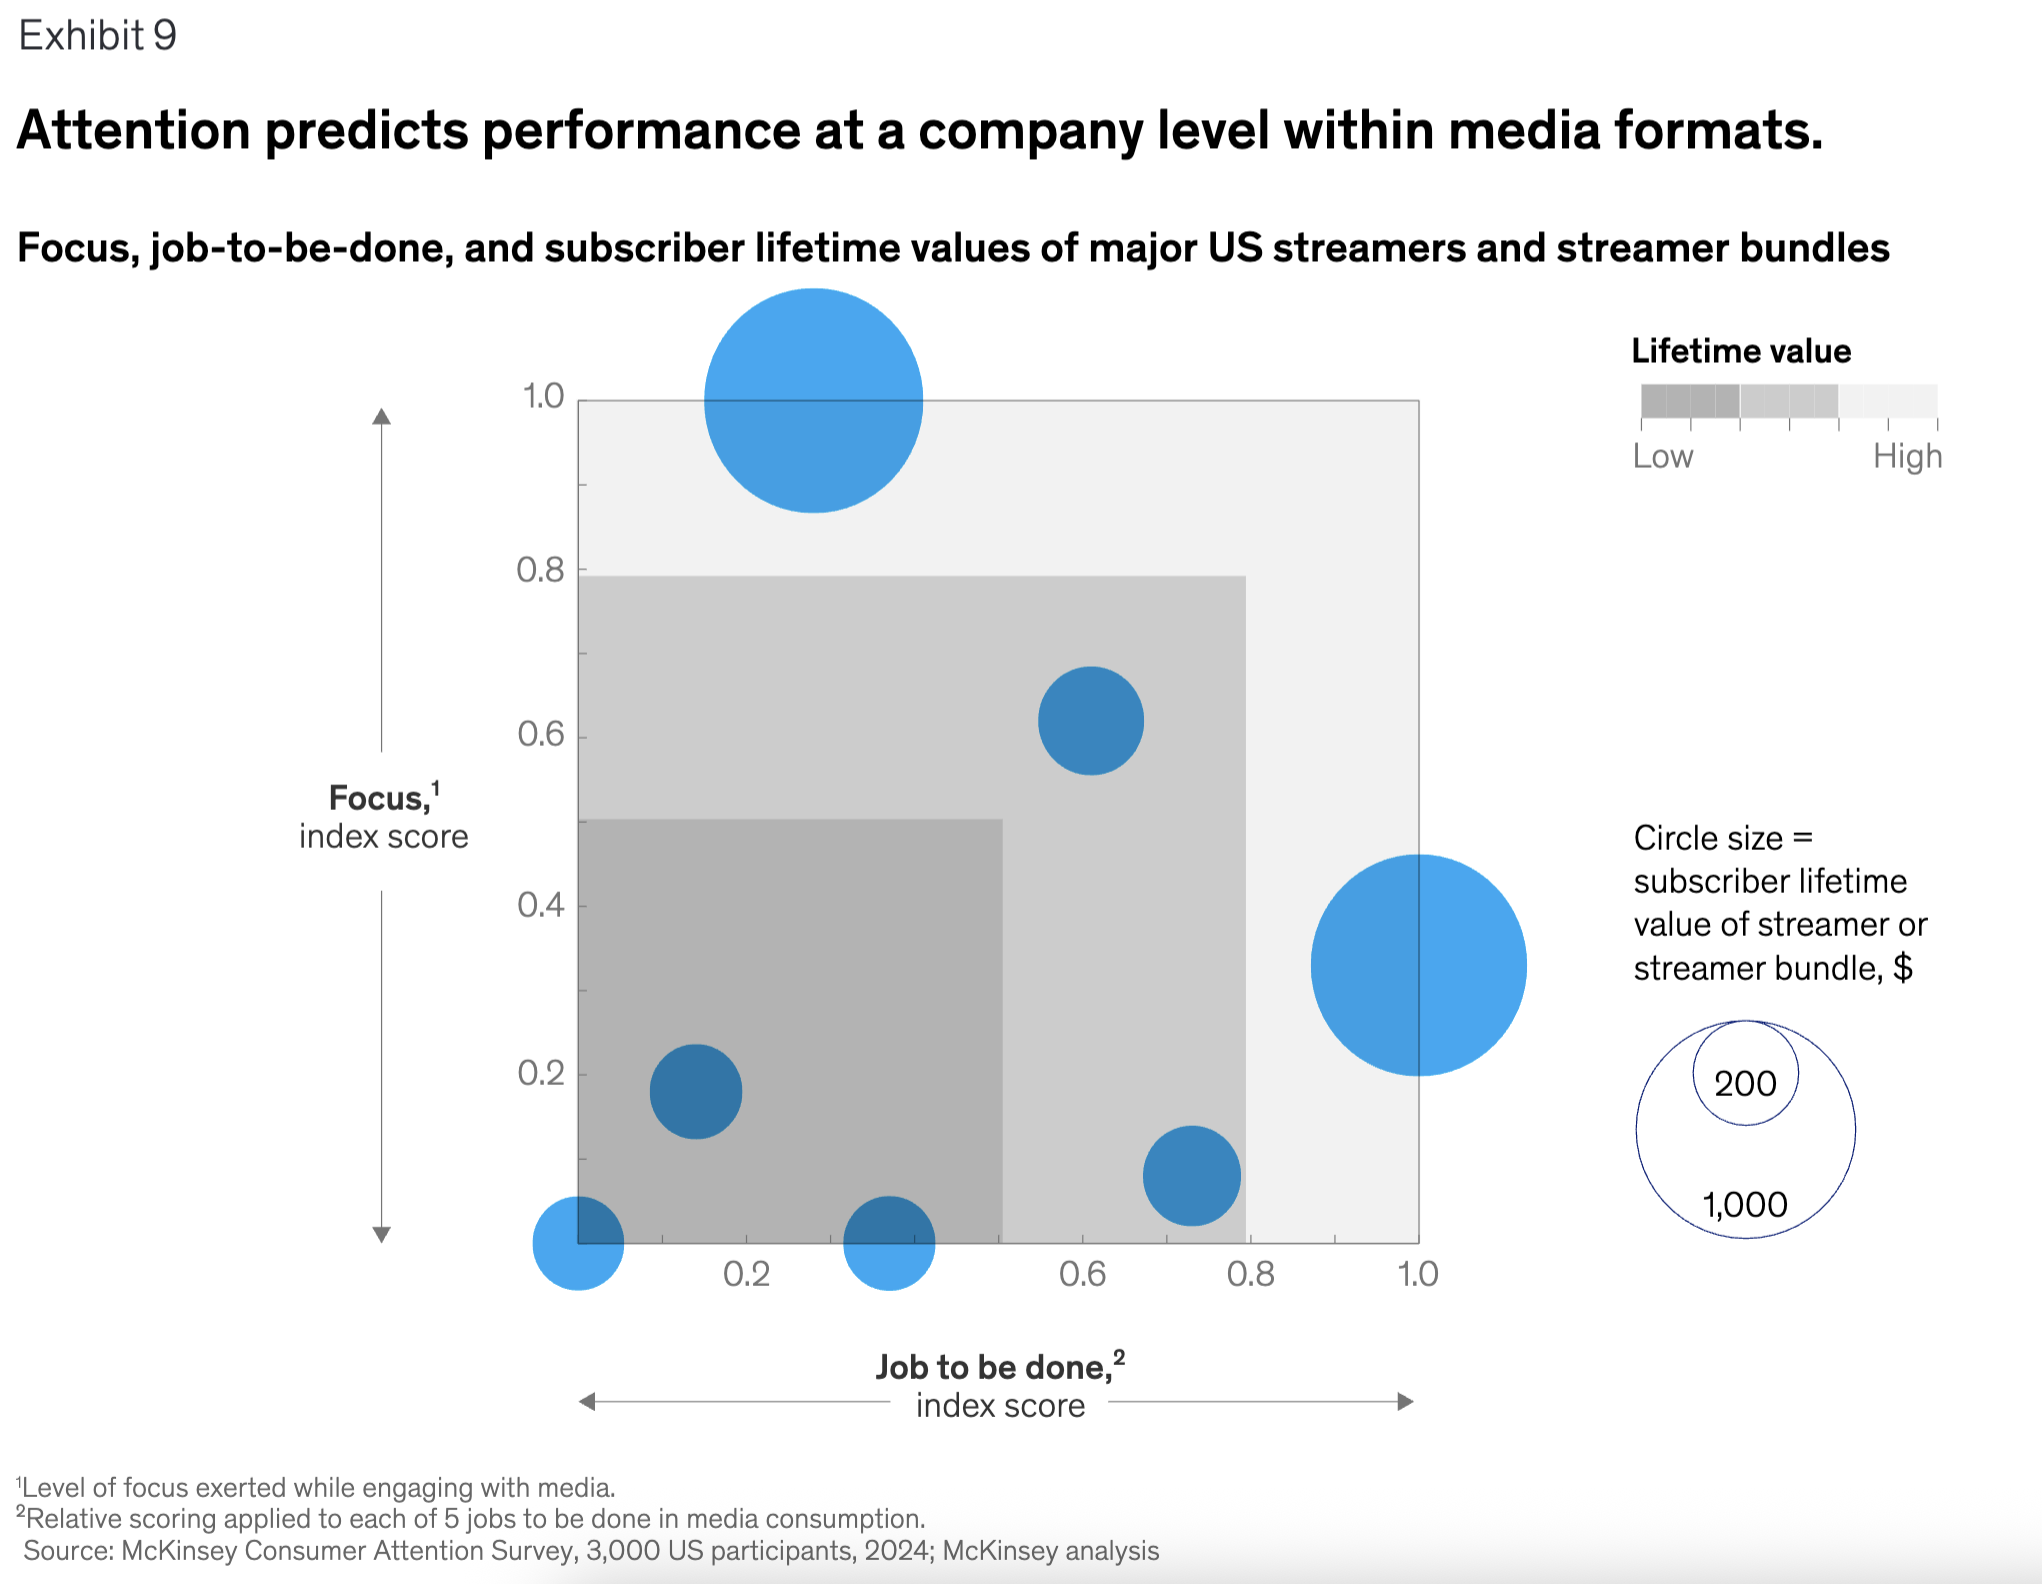 Exhibit 9
Attention predicts performance at a company level within media formats.
Focus, job-to-be-done, and subscriber lifetime values of major US streamers and streamer bundles
Lifetime value
Low High
1.0
0.8
0.6
0.4
0.2
Focus,¹
index score
Circle size =
subscriber lifetime
value of streamer or
streamer bundle, $
200
1,000
0.2 0.6 0.8 1.0
Job to be done,²
index score
¹Level of focus exerted while engaging with media.
²Relative scoring applied to each of 5 jobs to be done in media consumption.
Source: McKinsey Consumer Attention Survey, 3,000 US participants, 2024; McKinsey analysis